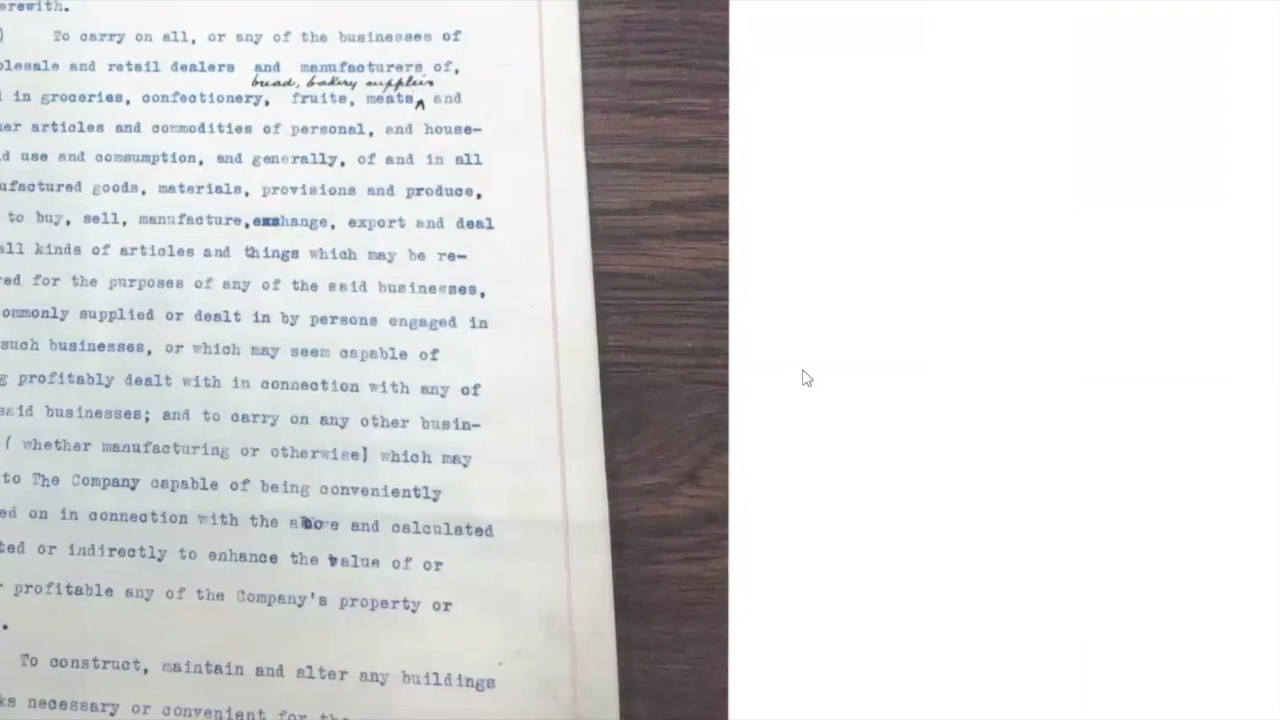 erewith.
) To carry on all, or any of the businesses of
olesale and retail dealers and manufacturers of,
bread, bakery supplies
l in groceries, confectionery, fruits, meats ^ and
er articles and commodities of personal, and house-
d use and comsumption, and generally, of and in all
ufactured goods, materials, provisions and produce,
to buy, sell, manufacture, exshange, export and deal
all kinds of articles and things which may be re-
red for the purposes of any of the said businesses,
ommonly supplied or dealt in by persons engaged in
such businesses, or which may seem capable of
g profitably dealt with in connection with any of
said businesses; and to carry on any other busin-
( whether manufacturing or otherwise) which may
to The Company capable of being conveniently
ed on in connection with the above and calculated
ted or indirectly to enhance the value of or
r profitable any of the Company's property or
.
To construct, maintain and alter any buildings
ks necessary or convenient for the